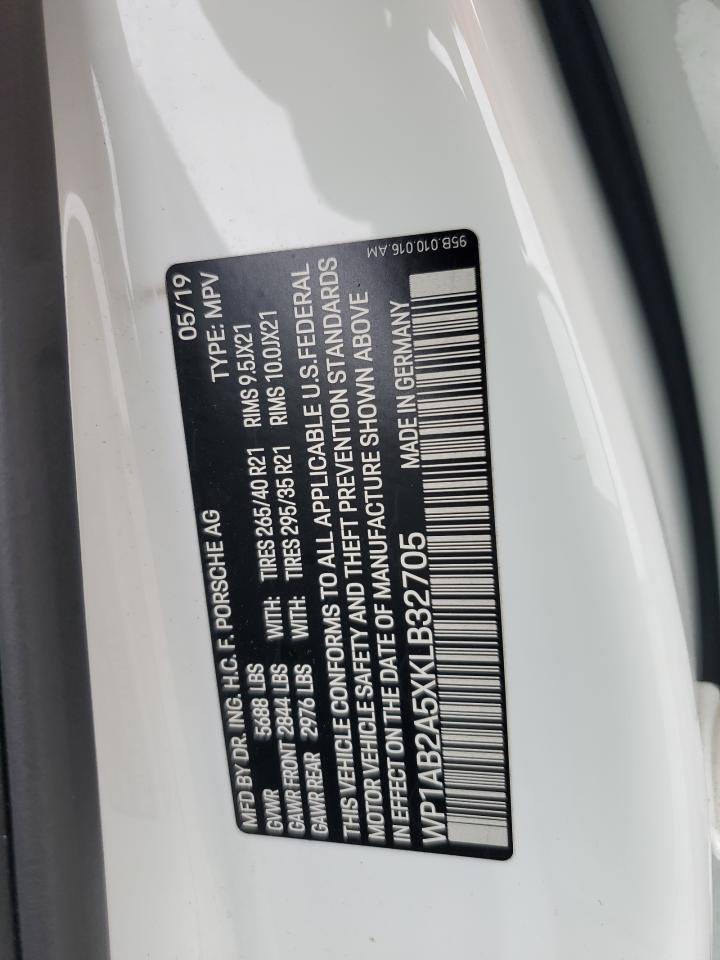 05/19
MFD BY DR. ING. H.C. F. PORSCHE AG TYPE: MPV
GVWR 5688 LBS WITH: TIRES 265/40 R21 RIMS 9.5JX21
GAWR FRONT 2844 LBS WITH: TIRES 295/35 R21 RIMS 10.0JX21
GAWR REAR 2976 LBS
THIS VEHICLE CONFORMS TO ALL APPLICABLE U.S.FEDERAL
MOTOR VEHICLE SAFETY AND THEFT PREVENTION STANDARDS
IN EFFECT ON THE DATE OF MANUFACTURE SHOWN ABOVE
WP1AB2A5XKLB32705 MADE IN GERMANY
95B.010.016.AM